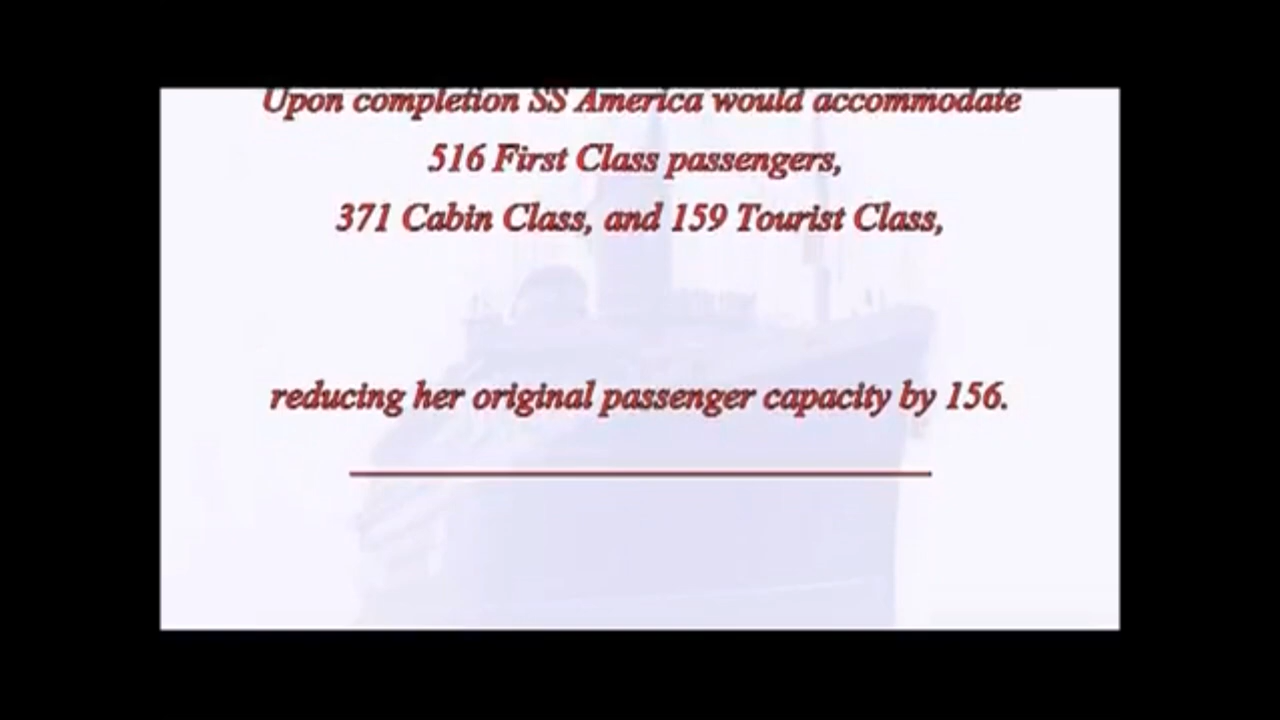 Upon completion SS America would accommodate
516 First Class passengers,
371 Cabin Class, and 159 Tourist Class,
reducing her original passenger capacity by 156.